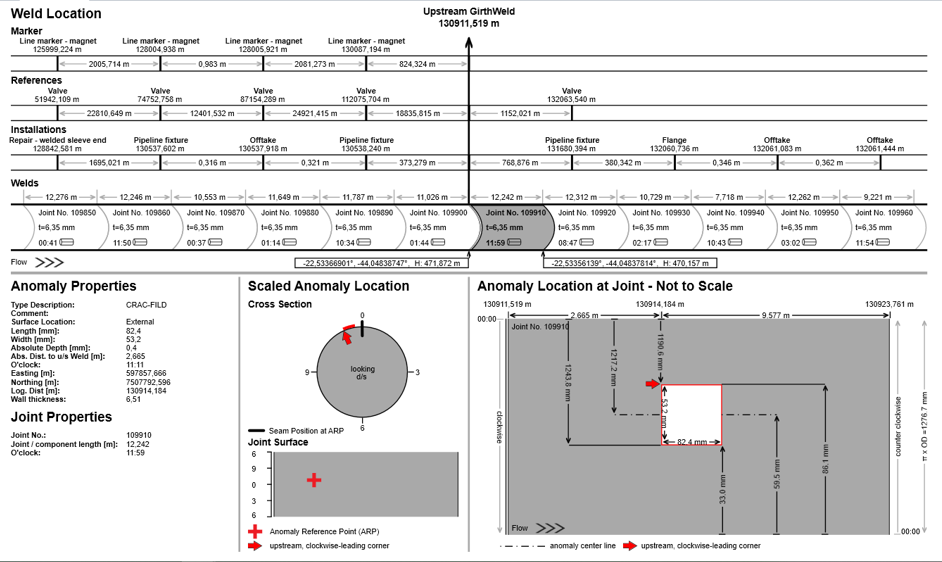 Weld Location
Upstream GirthWeld
130911,519 m
Marker
Line marker - magnet Line marker - magnet Line marker - magnet Line marker - magnet
125999,224 m 128004,938 m 128005,921 m 130087,194 m
2005,714 m 0,983 m 2081,273 m 824,324 m
References
Valve Valve Valve Valve Valve
51942,109 m 74752,758 m 87154,289 m 112075,704 m 132063,540 m
22810,649 m 12401,532 m 24921,415 m 18835,815 m 1152,021 m
Installations
Repair - welded sleeve end Pipeline fixture Offtake Pipeline fixture Pipeline fixture Flange Offtake Offtake
128842,581 m 130537,602 m 130537,918 m 130538,240 m 131680,394 m 132060,736 m 132061,083 m 132061,444 m
1695,021 m 0,316 m 0,321 m 373,279 m 768,876 m 380,342 m 0,346 m 0,362 m
Welds
12,276 m 12,246 m 10,553 m 11,649 m 11,787 m 11,026 m 12,242 m 12,312 m 10,729 m 7,718 m 12,262 m 9,221 m
Joint No. 109850 Joint No. 109860 Joint No. 109870 Joint No. 109880 Joint No. 109890 Joint No. 109900 Joint No. 109910 Joint No. 109920 Joint No. 109930 Joint No. 109940 Joint No. 109950 Joint No. 109960
t=6,35 mm t=6,35 mm t=6,35 mm t=6,35 mm t=6,35 mm t=6,35 mm t=6,35 mm t=6,35 mm t=6,35 mm t=6,35 mm t=6,35 mm t=6,35 mm
00:41 11:50 00:37 01:14 10:34 01:44 11:59 08:47 02:17 10:43 03:02 11:54
Flow
-22,53366901°, -44,04838747°, H: 471,872 m -22,53356139°, -44,04837814°, H: 470,157 m
Anomaly Properties
Type Description: CRAC-FILD
Comment:
Surface Location: External
Length [mm]: 82,4
Width [mm]: 53,2
Absolute Depth [mm]: 0,4
Abs. Dist. to u/s Weld [m]: 2,665
O'clock: 11:11
Easting [m]: 597857,666
Northing [m]: 7507792,596
Log. Dist [m]: 130914,184
Wall thickness: 6,51
Joint Properties
Joint No.: 109910
Joint / component length [m]: 12,242
O'clock: 11:59
Scaled Anomaly Location
Cross Section
0
9
looking
d/s
3
6
Seam Position at ARP
Joint Surface
6
9
0
3
6
Anomaly Reference Point (ARP)
upstream, clockwise-leading corner
Anomaly Location at Joint - Not to Scale
130911,519 m 130914,184 m 130923,761 m
2.665 m 9.577 m
00:00
Joint No. 109910
1243.8 mm
1217.2 mm
1190.6 mm
53.2 mm
82.4 mm
33.0 mm
59.5 mm
86.1 mm
clockwise
counter clockwise
π x OD =1276.7 mm
Flow
00:00
anomaly center line upstream, clockwise-leading corner